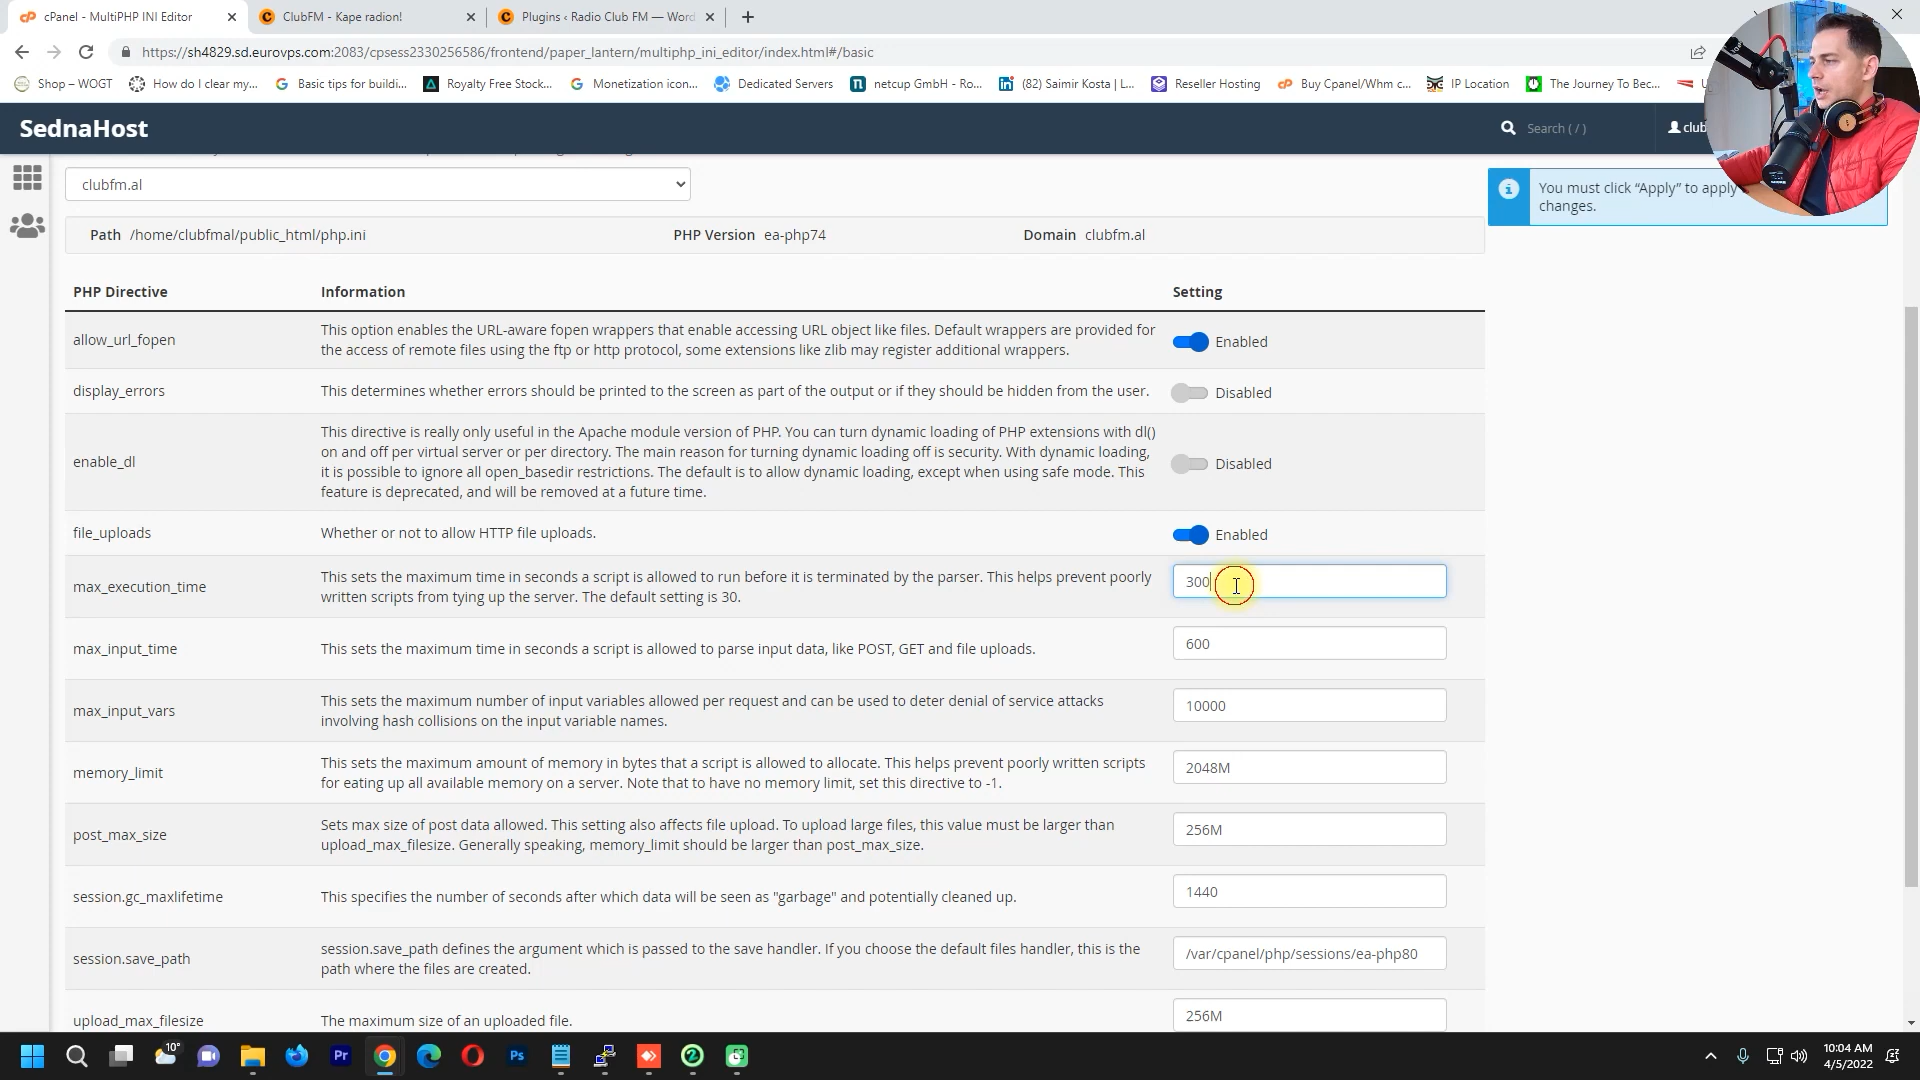 cPanel - MultiPHP INI Editor
ClubFM - Kape radion!
Plugins ‹ Radio Club FM — Word
https://sh4829.sd.eurovps.com:2083/cpsess2330256586/frontend/paper_lantern/multiphp_ini_editor/index.html#/basic
Shop – WOGT
How do I clear my...
Basic tips for buildi...
Royalty Free Stock...
Monetization icon...
Dedicated Servers
netcup GmbH - Ro...
(82) Saimir Kosta | L...
Reseller Hosting
Buy Cpanel/Whm c...
IP Location
The Journey To Bec...
SednaHost
Search ( / )
club
clubfm.al
You must click “Apply” to apply
changes.
Path /home/clubfmal/public_html/php.ini
PHP Version ea-php74
Domain clubfm.al
PHP Directive
Information
Setting
allow_url_fopen
This option enables the URL-aware fopen wrappers that enable accessing URL object like files. Default wrappers are provided for
the access of remote files using the ftp or http protocol, some extensions like zlib may register additional wrappers.
Enabled
display_errors
This determines whether errors should be printed to the screen as part of the output or if they should be hidden from the user.
Disabled
enable_dl
This directive is really only useful in the Apache module version of PHP. You can turn dynamic loading of PHP extensions with dl()
on and off per virtual server or per directory. The main reason for turning dynamic loading off is security. With dynamic loading,
it is possible to ignore all open_basedir restrictions. The default is to allow dynamic loading, except when using safe mode. This
feature is deprecated, and will be removed at a future time.
Disabled
file_uploads
Whether or not to allow HTTP file uploads.
Enabled
max_execution_time
This sets the maximum time in seconds a script is allowed to run before it is terminated by the parser. This helps prevent poorly
written scripts from tying up the server. The default setting is 30.
300
max_input_time
This sets the maximum time in seconds a script is allowed to parse input data, like POST, GET and file uploads.
600
max_input_vars
This sets the maximum number of input variables allowed per request and can be used to deter denial of service attacks
involving hash collisions on the input variable names.
10000
memory_limit
This sets the maximum amount of memory in bytes that a script is allowed to allocate. This helps prevent poorly written scripts
for eating up all available memory on a server. Note that to have no memory limit, set this directive to -1.
2048M
post_max_size
Sets max size of post data allowed. This setting also affects file upload. To upload large files, this value must be larger than
upload_max_filesize. Generally speaking, memory_limit should be larger than post_max_size.
256M
session.gc_maxlifetime
This specifies the number of seconds after which data will be seen as "garbage" and potentially cleaned up.
1440
session.save_path
session.save_path defines the argument which is passed to the save handler. If you choose the default files handler, this is the
path where the files are created.
/var/cpanel/php/sessions/ea-php80
upload_max_filesize
The maximum size of an uploaded file.
256M
10°
Pr
Ps
10:04 AM
4/5/2022